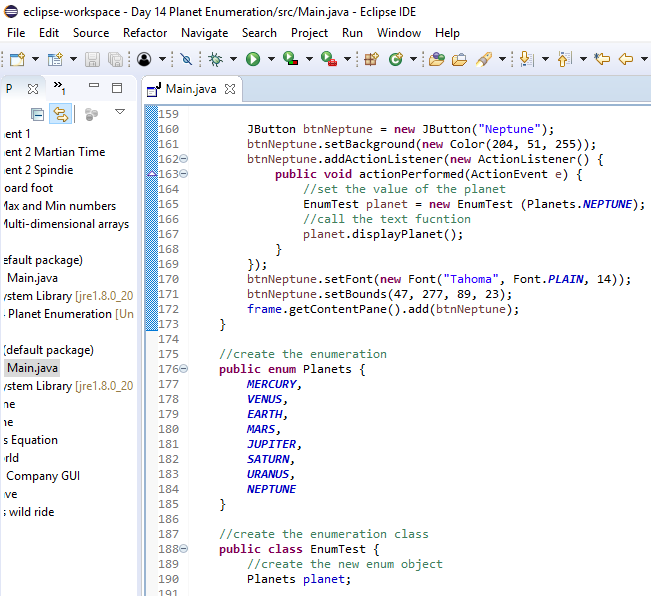 eclipse-workspace - Day 14 Planet Enumeration/src/Main.java - Eclipse IDE
File Edit Source Refactor Navigate Search Project Run Window Help
P
»1
Main.java
ent 1
ent 2 Martian Time
ent 2 Spindie
oard foot
Max and Min numbers
Multi-dimensional arrays
efault package)
Main.java
ystem Library [jre1.8.0_20
Planet Enumeration [Un
(default package)
Main.java
ystem Library [jre1.8.0_20
ne
ne
s Equation
rld
Company GUI
ve
s wild ride
159
160 JButton btnNeptune = new JButton("Neptune");
161 btnNeptune.setBackground(new Color(204, 51, 255));
162 btnNeptune.addActionListener(new ActionListener() {
163 public void actionPerformed(ActionEvent e) {
164 //set the value of the planet
165 EnumTest planet = new EnumTest (Planets.NEPTUNE);
166 //call the text fucntion
167 planet.displayPlanet();
168 }
169 });
170 btnNeptune.setFont(new Font("Tahoma", Font.PLAIN, 14));
171 btnNeptune.setBounds(47, 277, 89, 23);
172 frame.getContentPane().add(btnNeptune);
173 }
174
175 //create the enumeration
176 public enum Planets {
177 MERCURY,
178 VENUS,
179 EARTH,
180 MARS,
181 JUPITER,
182 SATURN,
183 URANUS,
184 NEPTUNE
185 }
186
187 //create the enumeration class
188 public class EnumTest {
189 //create the new enum object
190 Planets planet;
191